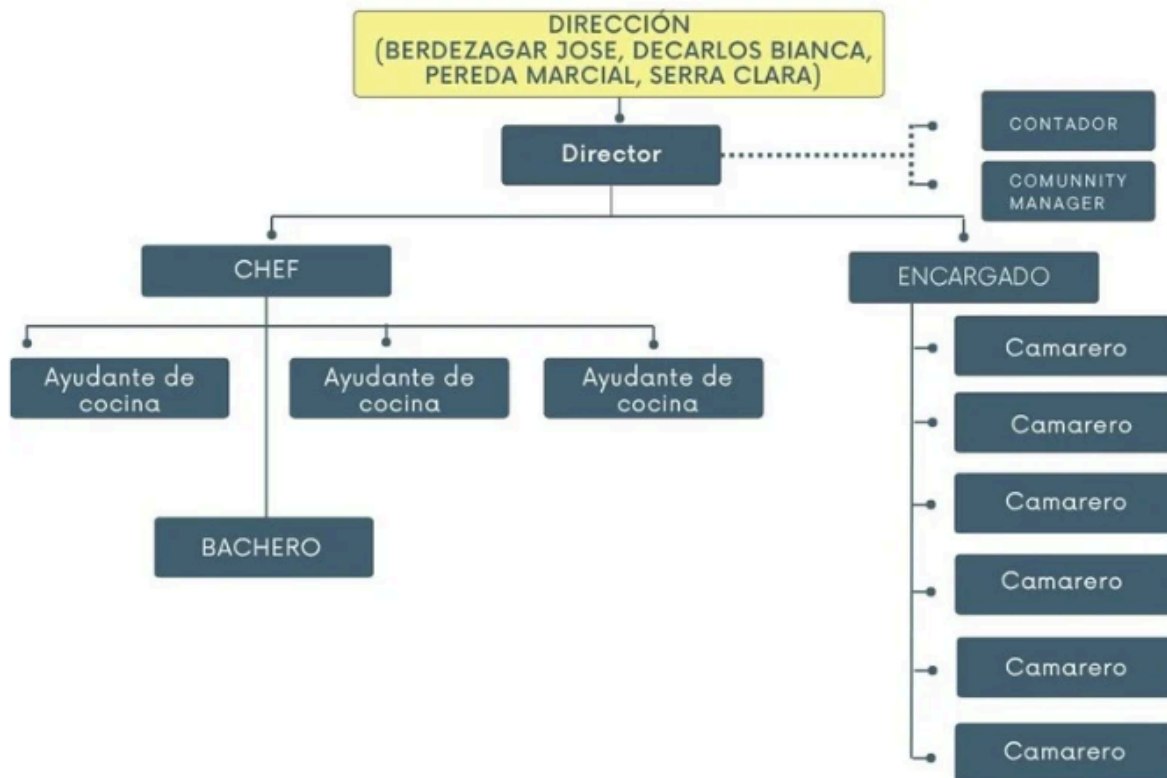 DIRECCIÓN
(BERDEZAGAR JOSE, DECARLOS BIANCA,
PEREDA MARCIAL, SERRA CLARA)
Director
CONTADOR
COMUNNITY
MANAGER
CHEF
ENCARGADO
Ayudante de
cocina
Ayudante de
cocina
Ayudante de
cocina
BACHERO
Camarero
Camarero
Camarero
Camarero
Camarero
Camarero